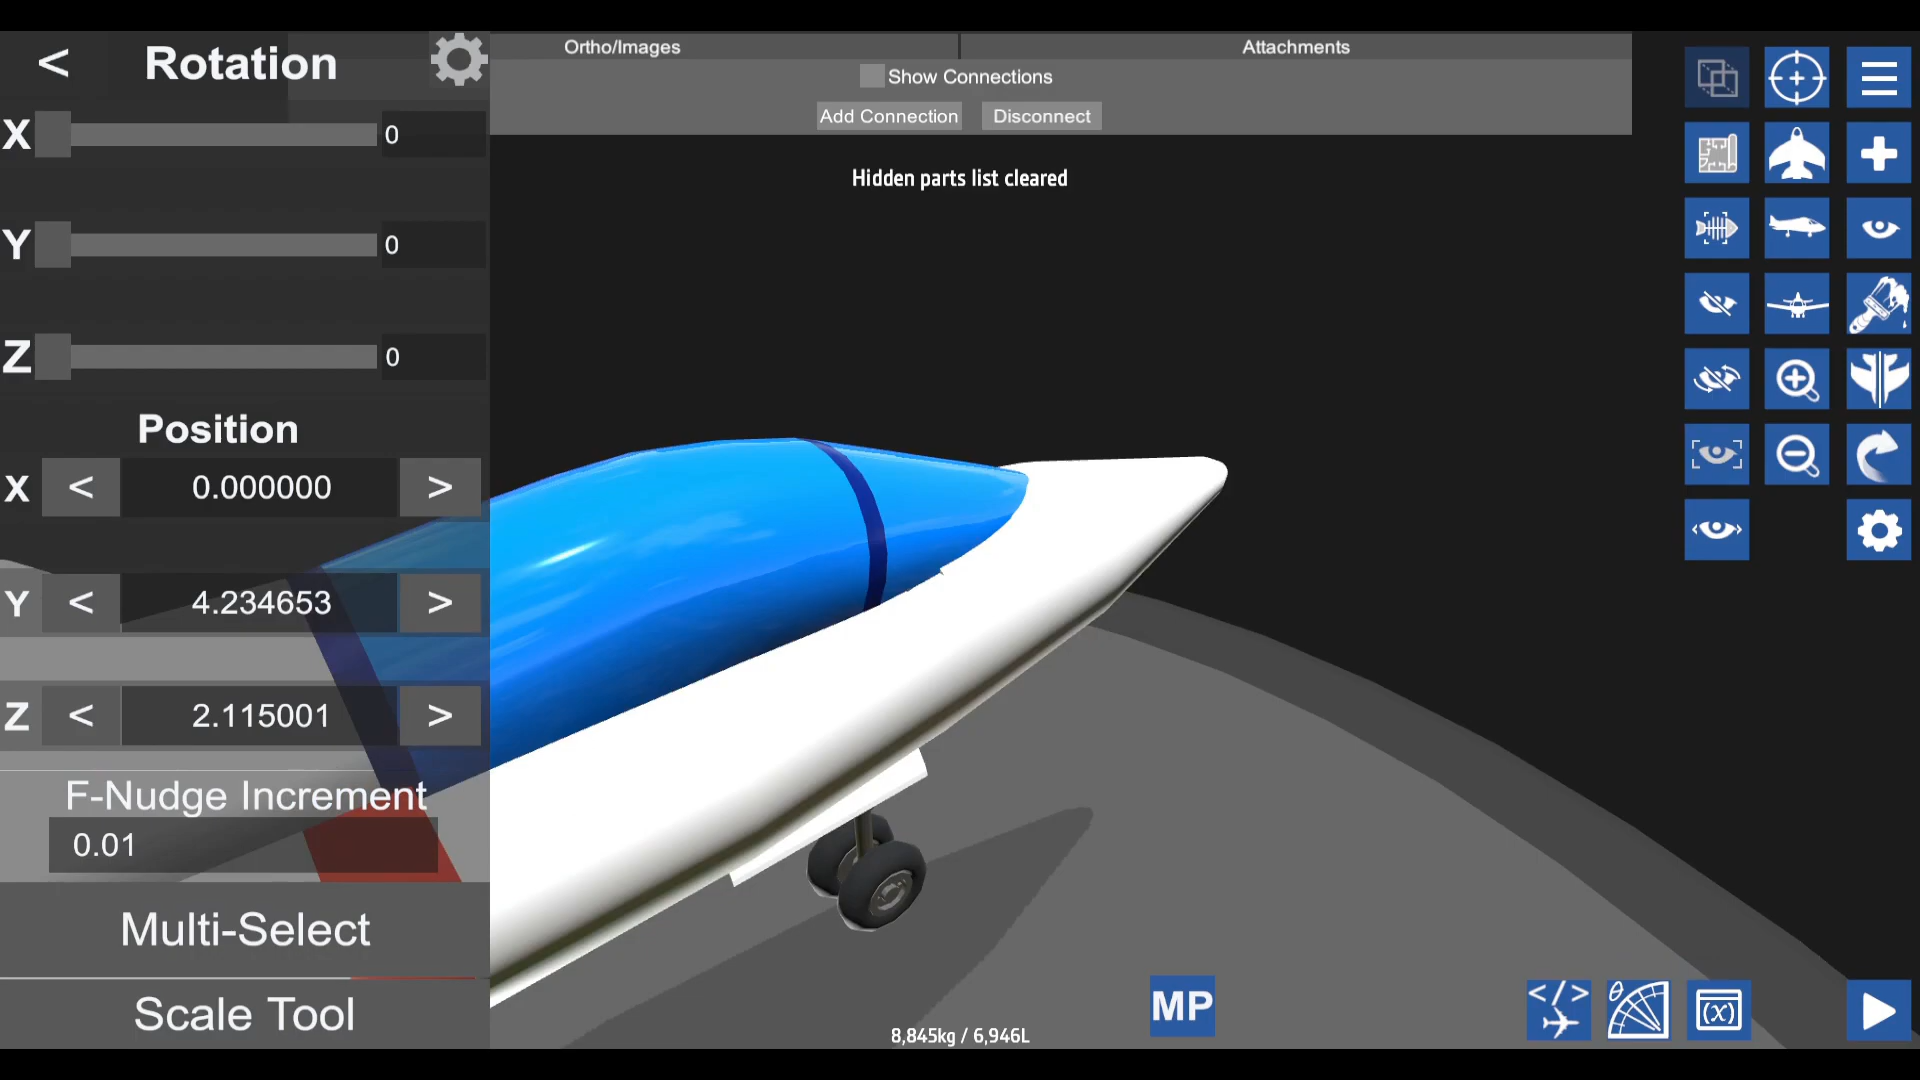 < Rotation
Ortho/Images
Attachments
Show Connections
Add Connection
Disconnect
Hidden parts list cleared
X 0
Y 0
Z 0
Position
X < 0.000000 >
Y < 4.234653 >
Z < 2.115001 >
F-Nudge Increment
0.01
Multi-Select
Scale Tool
MP
8,845kg / 6,946L
</>
θ
(x)